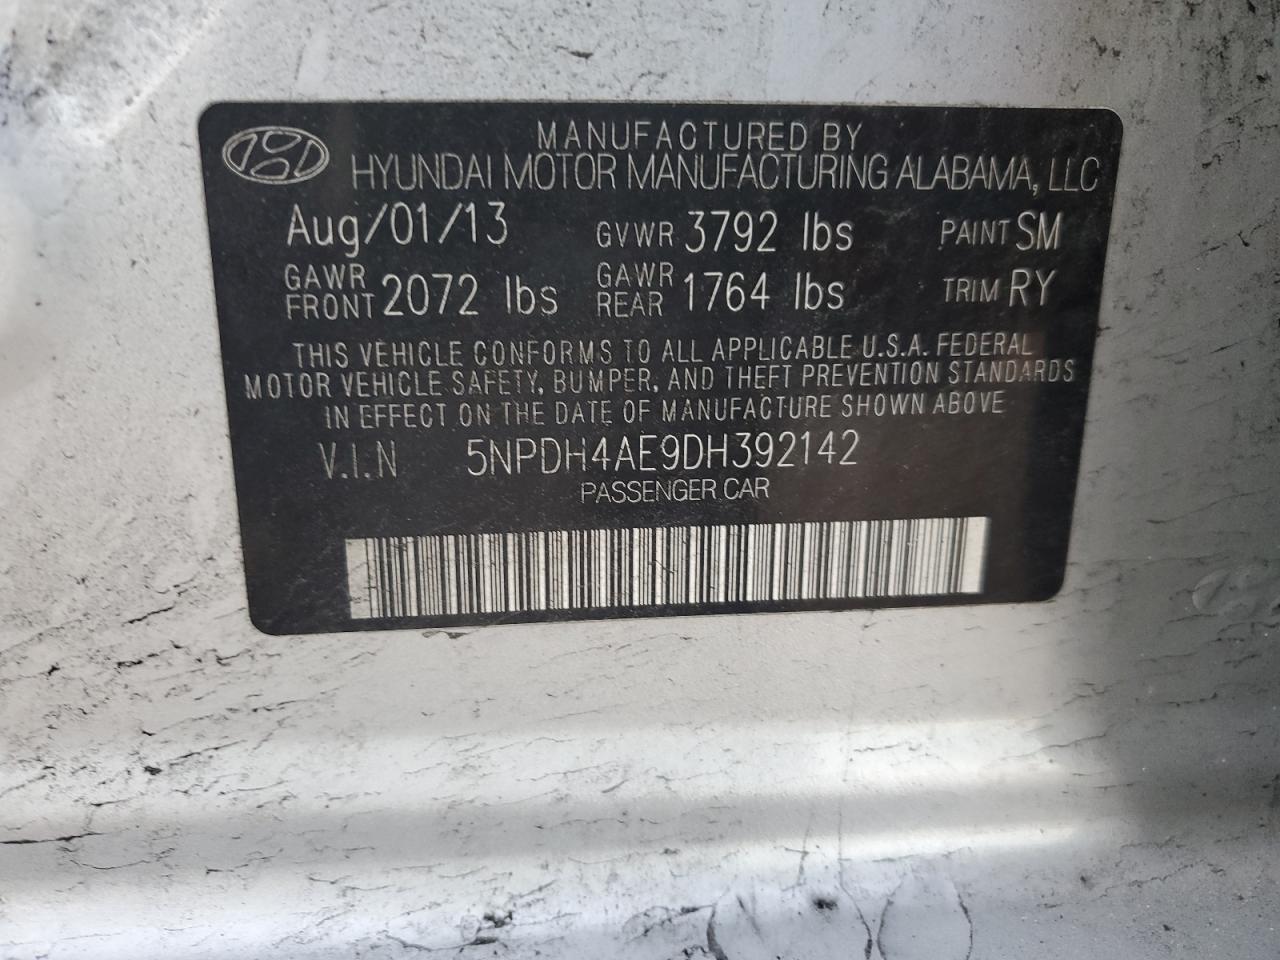 MANUFACTURED BY
HYUNDAI MOTOR MANUFACTURING ALABAMA, LLC
Aug/01/13 GVWR 3792 lbs PAINT SM
GAWR FRONT 2072 lbs GAWR REAR 1764 lbs TRIM RY
THIS VEHICLE CONFORMS TO ALL APPLICABLE U.S.A. FEDERAL
MOTOR VEHICLE SAFETY, BUMPER, AND THEFT PREVENTION STANDARDS
IN EFFECT ON THE DATE OF MANUFACTURE SHOWN ABOVE
V.I.N 5NPDH4AE9DH392142
PASSENGER CAR